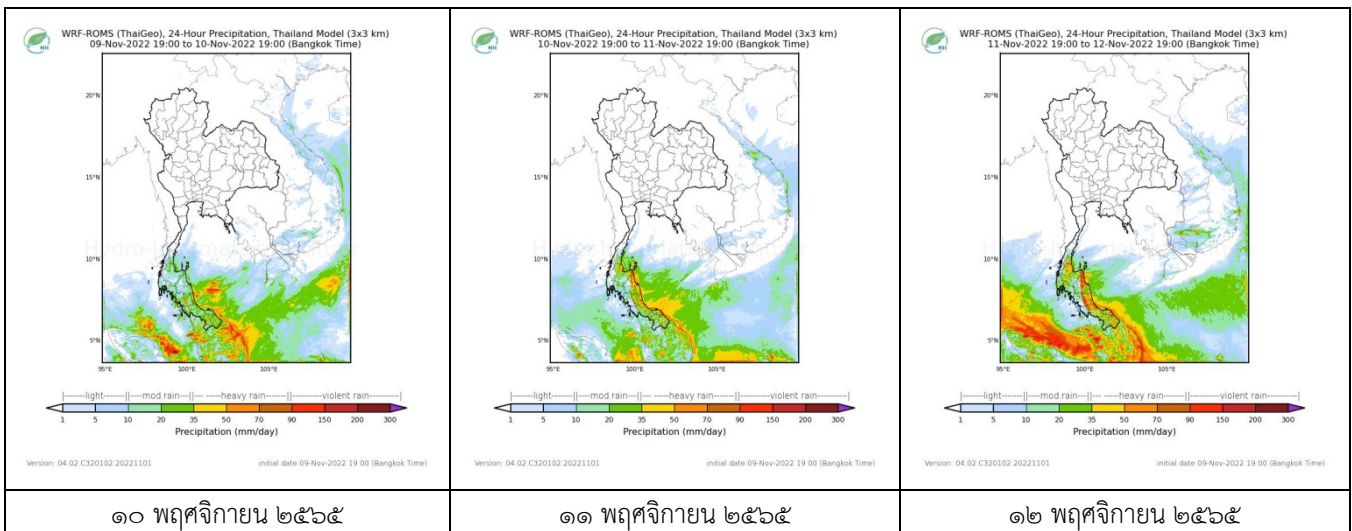 WRF-ROMS (ThaiGeo), 24-Hour Precipitation, Thailand Model (3x3 km)
09-Nov-2022 19:00 to 10-Nov-2022 19:00 (Bangkok Time)
HII
20°N
15°N
10°N
5°N
95°E 100°E 105°E
|-------light-------||---mod rain---||--- heavy rain------||----------violent rain---------|
1 5 10 20 35 50 70 90 150 200 300
Precipitation (mm/day)
Version: 04.02.C320102.20221101 initial date 09-Nov-2022 19:00 (Bangkok Time)
๑๐ พฤศจิกายน ๒๕๖๕
WRF-ROMS (ThaiGeo), 24-Hour Precipitation, Thailand Model (3x3 km)
10-Nov-2022 19:00 to 11-Nov-2022 19:00 (Bangkok Time)
HII
20°N
15°N
10°N
5°N
95°E 100°E 105°E
|-------light-------||---mod rain---||--- heavy rain------||----------violent rain---------|
1 5 10 20 35 50 70 90 150 200 300
Precipitation (mm/day)
Version: 04.02.C320102.20221101 initial date 09-Nov-2022 19:00 (Bangkok Time)
๑๑ พฤศจิกายน ๒๕๖๕
WRF-ROMS (ThaiGeo), 24-Hour Precipitation, Thailand Model (3x3 km)
11-Nov-2022 19:00 to 12-Nov-2022 19:00 (Bangkok Time)
HII
20°N
15°N
10°N
5°N
95°E 100°E 105°E
|-------light-------||---mod rain---||--- heavy rain------||----------violent rain---------|
1 5 10 20 35 50 70 90 150 200 300
Precipitation (mm/day)
Version: 04.02.C320102.20221101 initial date 09-Nov-2022 19:00 (Bangkok Time)
๑๒ พฤศจิกายน ๒๕๖๕